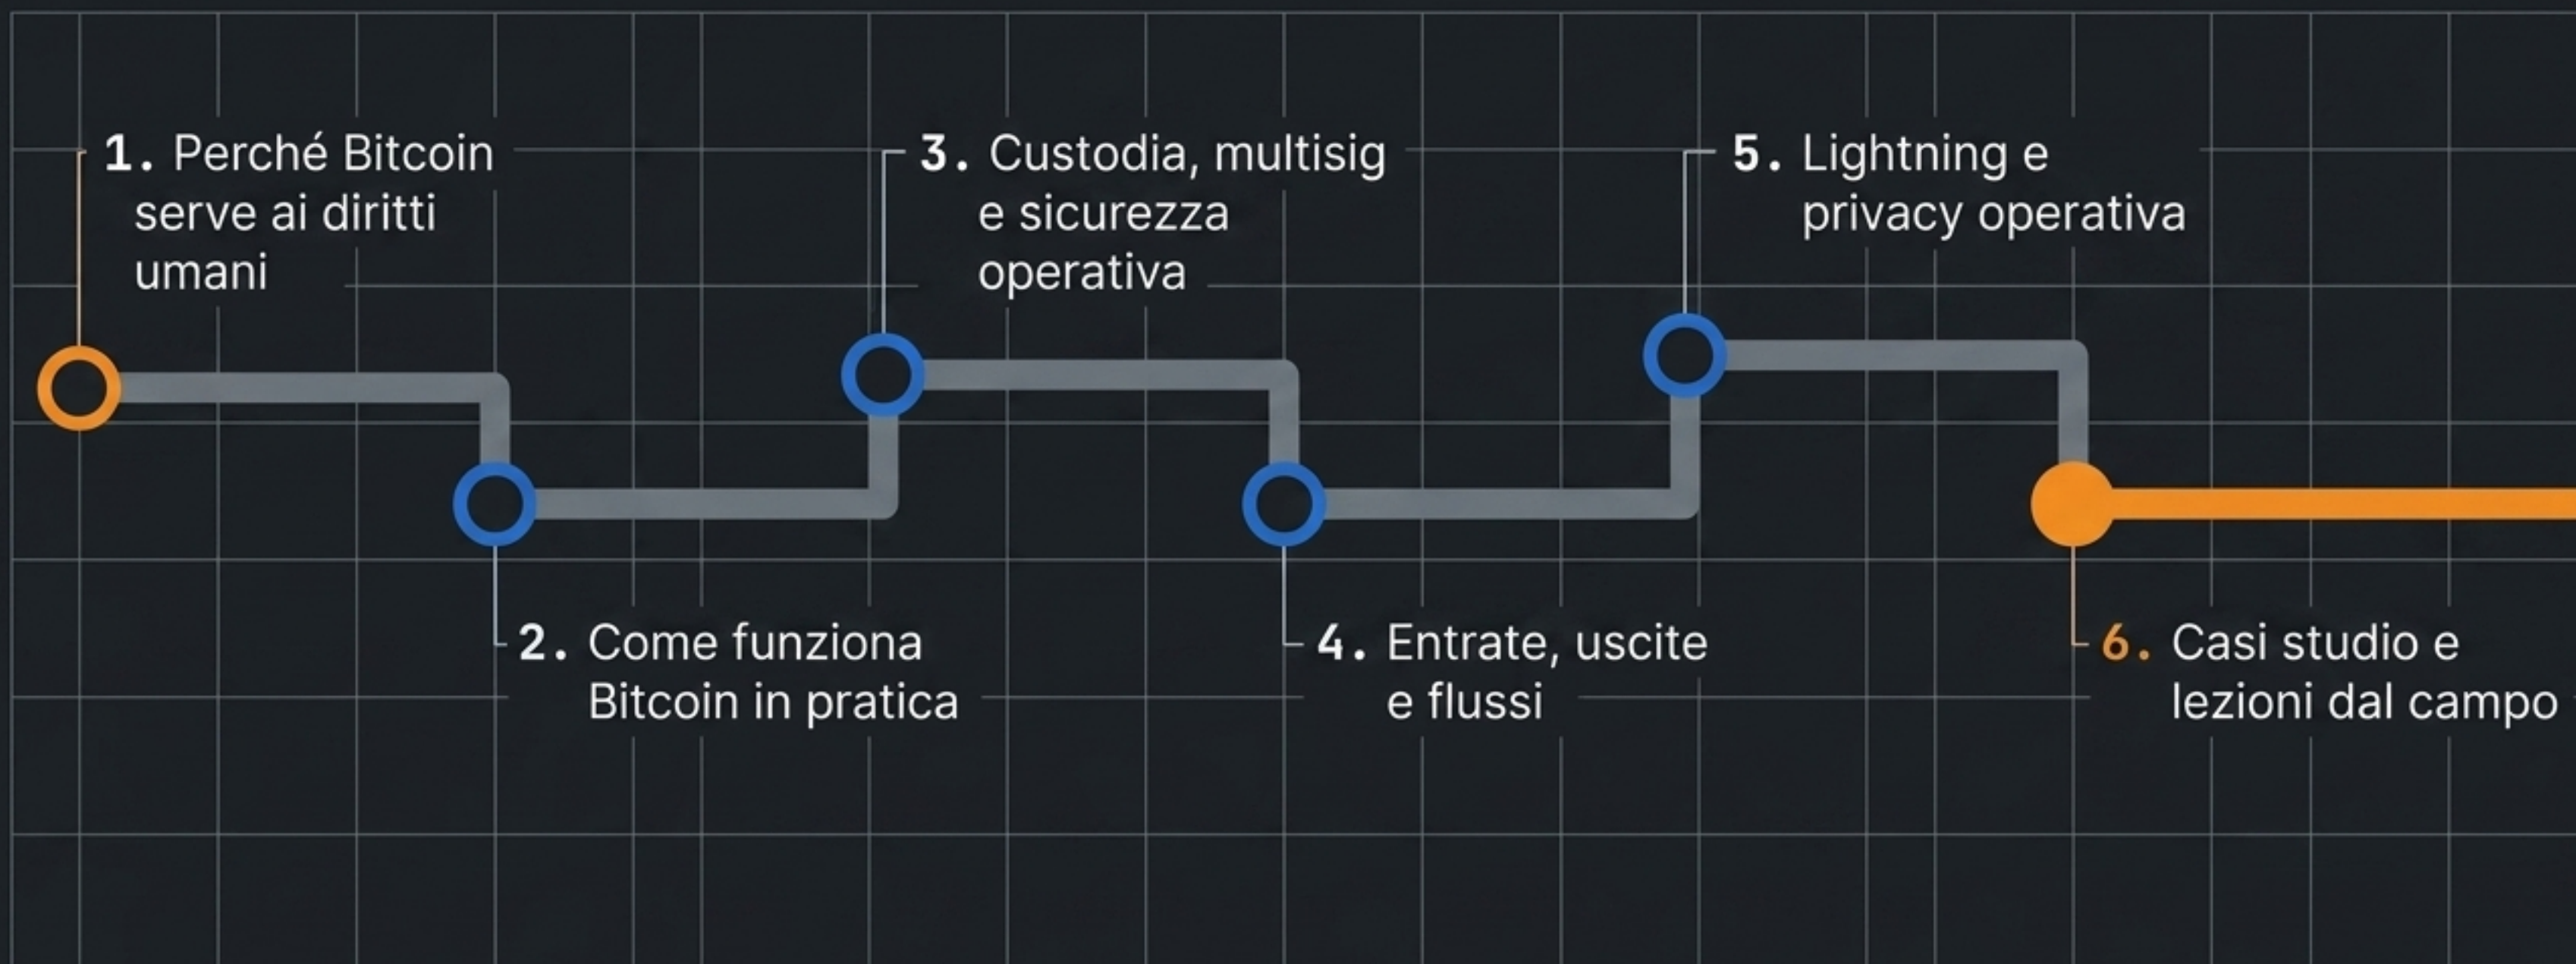 1. Perché Bitcoin
serve ai diritti
umani
2. Come funziona
Bitcoin in pratica
3. Custodia, multisig
e sicurezza
operativa
4. Entrate, uscite
e flussi
5. Lightning e
privacy operativa
6. Casi studio e
lezioni dal campo